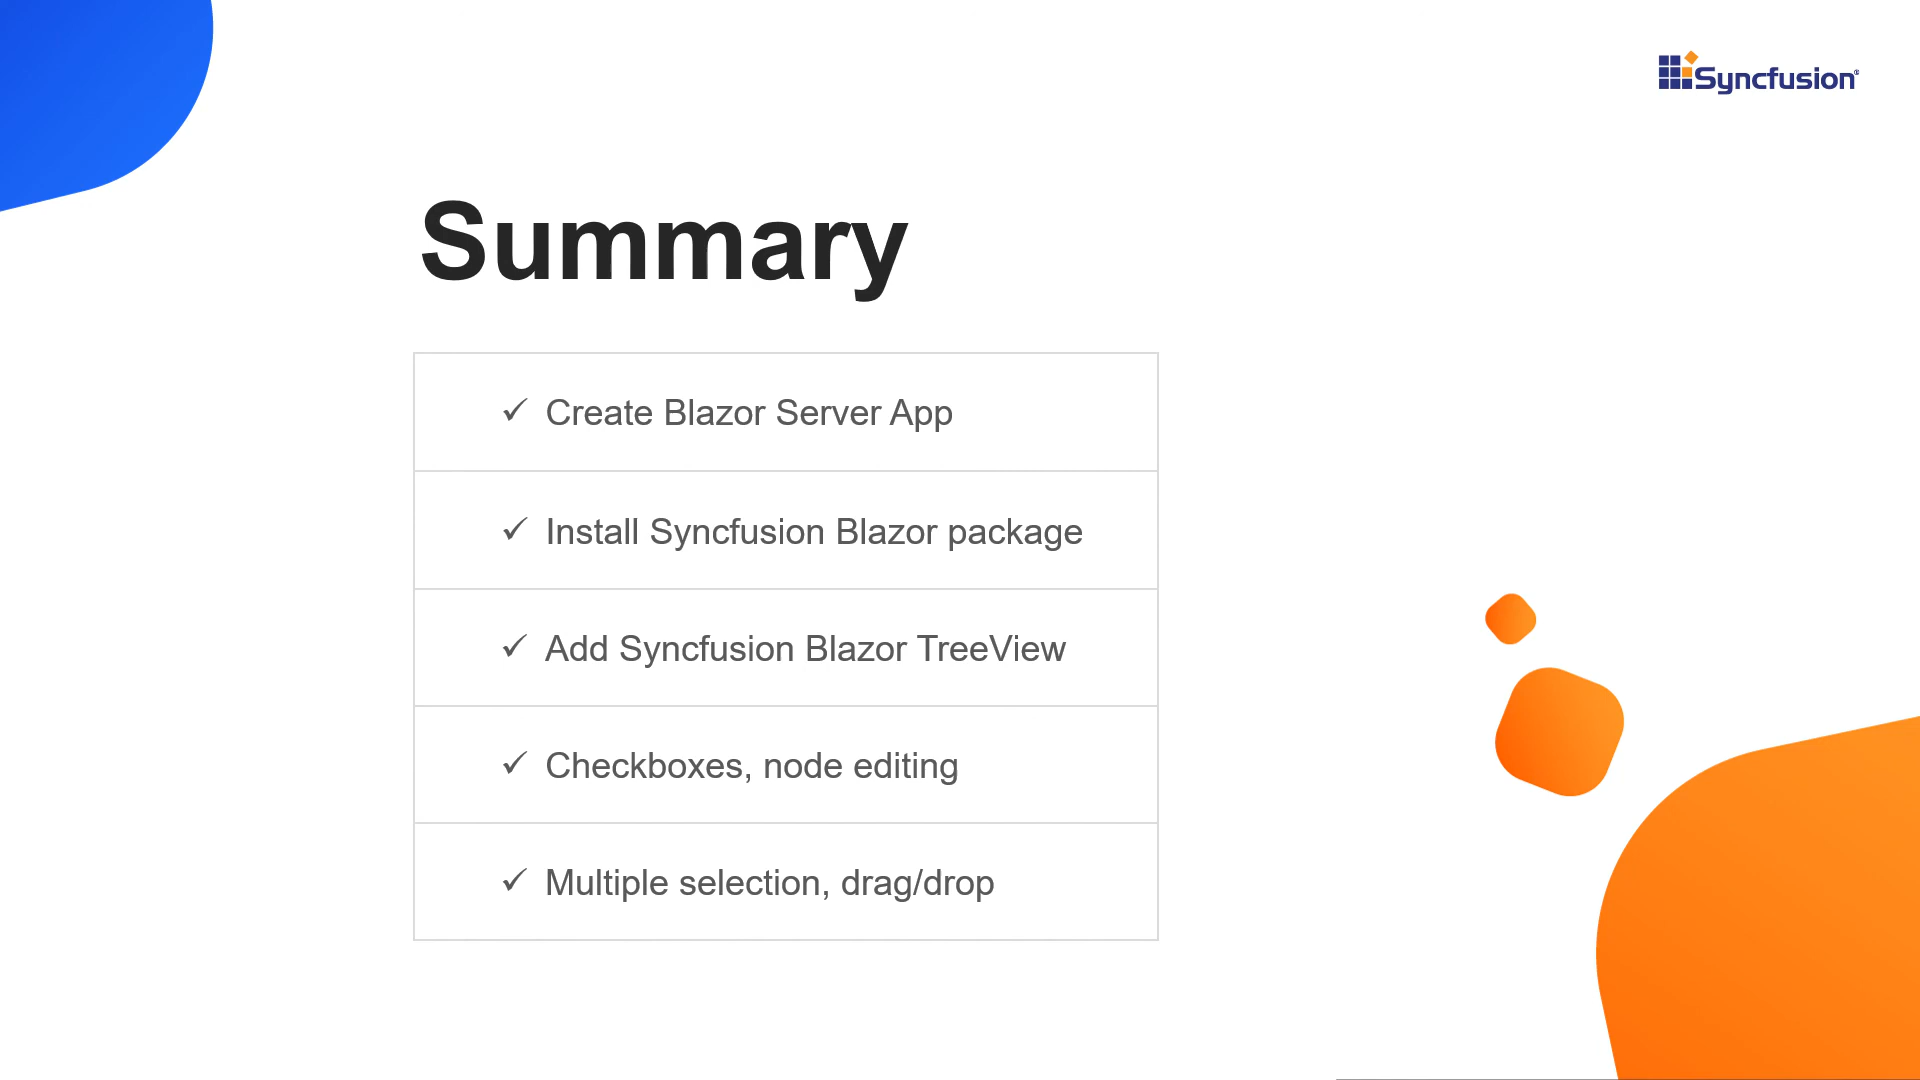 Syncfusion®
Summary
✓ Create Blazor Server App
✓ Install Syncfusion Blazor package
✓ Add Syncfusion Blazor TreeView
✓ Checkboxes, node editing
✓ Multiple selection, drag/drop